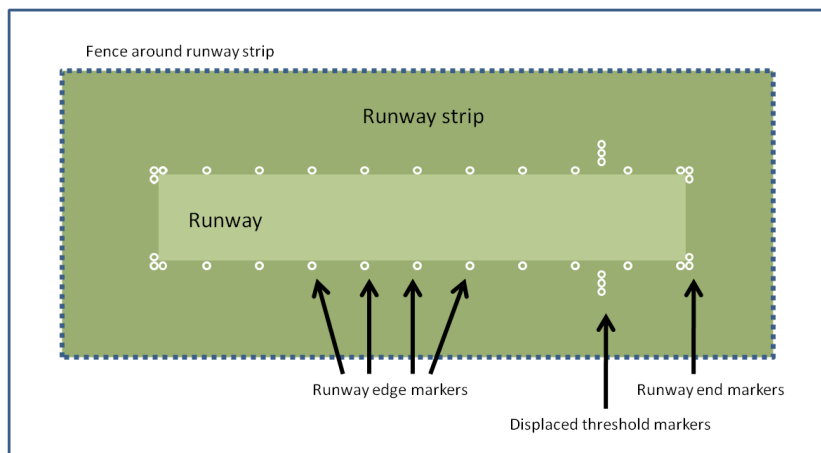 Fence around runway strip
Runway strip
Runway
Runway edge markers
Runway end markers
Displaced threshold markers